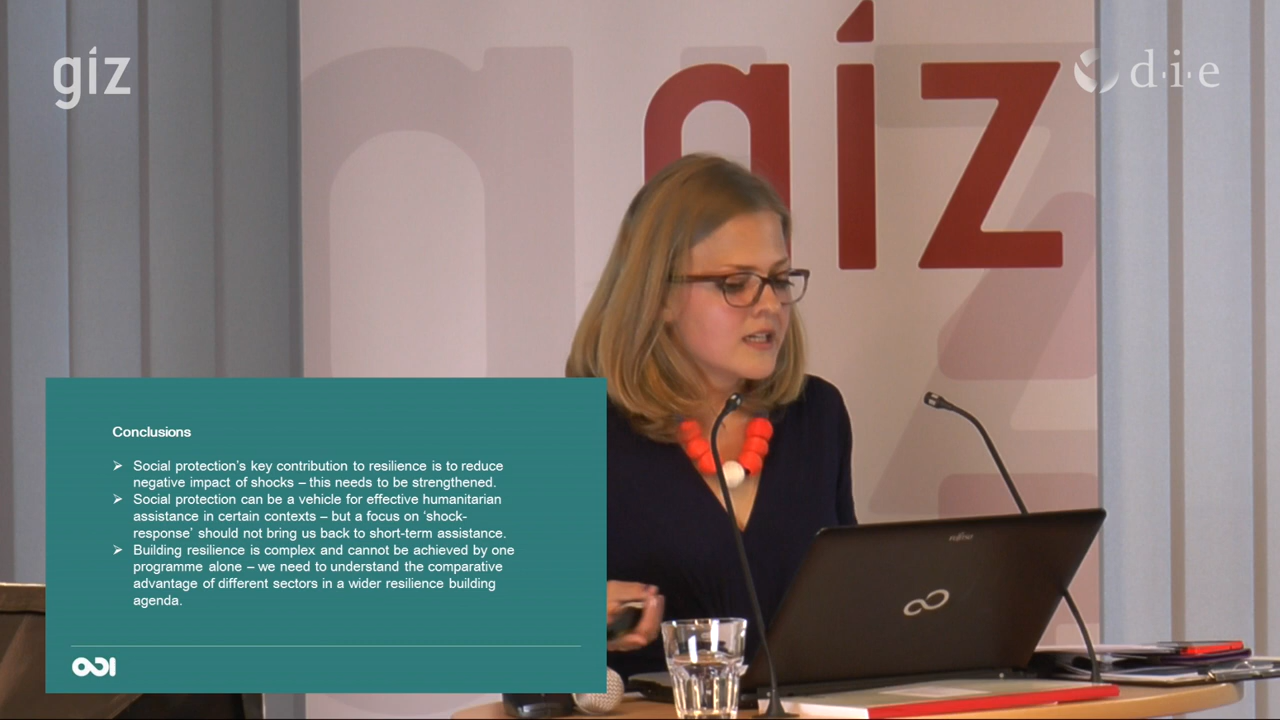 giz
giz
d·i·e
Conclusions
➢ Social protection's key contribution to resilience is to reduce
negative impact of shocks – this needs to be strengthened.
➢ Social protection can be a vehicle for effective humanitarian
assistance in certain contexts – but a focus on 'shock-
response' should not bring us back to short-term assistance.
➢ Building resilience is complex and cannot be achieved by one
programme alone – we need to understand the comparative
advantage of different sectors in a wider resilience building
agenda.
ODI
FUJITSU